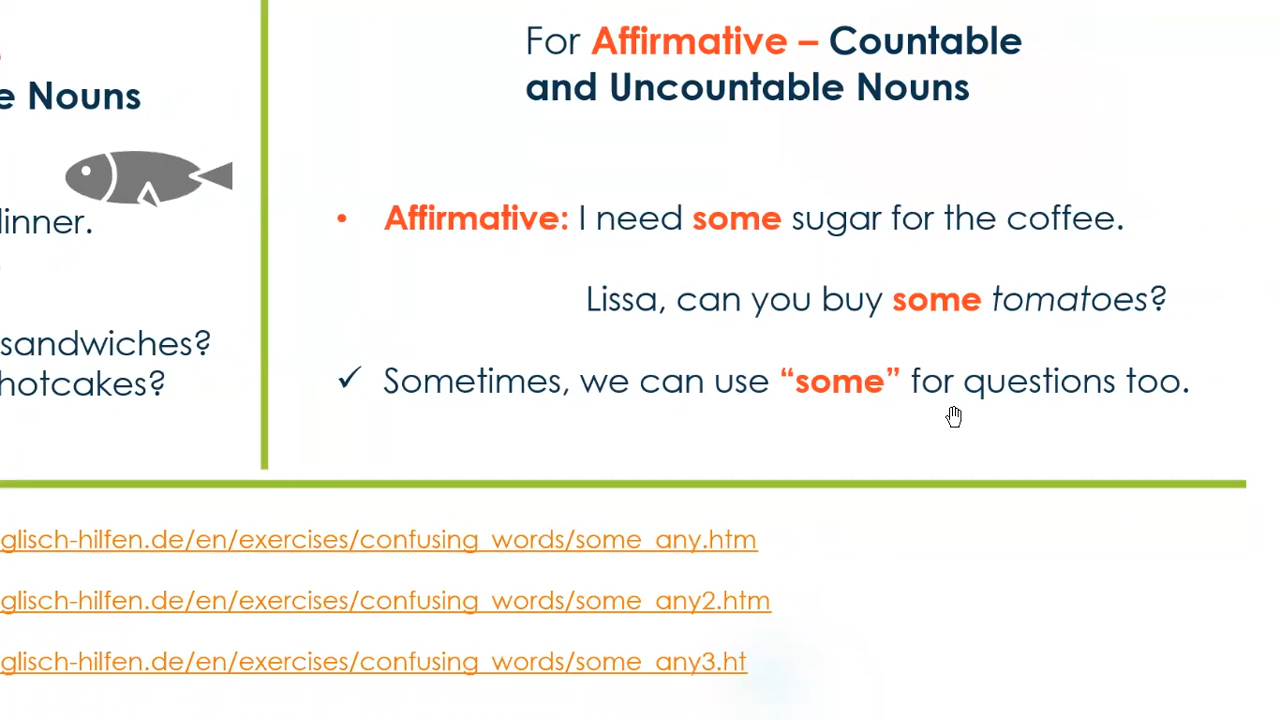 e Nouns
linner.
sandwiches?
hotcakes?
For Affirmative – Countable
and Uncountable Nouns
• Affirmative: I need some sugar for the coffee.
Lissa, can you buy some tomatoes?
✓ Sometimes, we can use “some” for questions too.
glisch-hilfen.de/en/exercises/confusing_words/some_any.htm
glisch-hilfen.de/en/exercises/confusing_words/some_any2.htm
glisch-hilfen.de/en/exercises/confusing_words/some_any3.ht